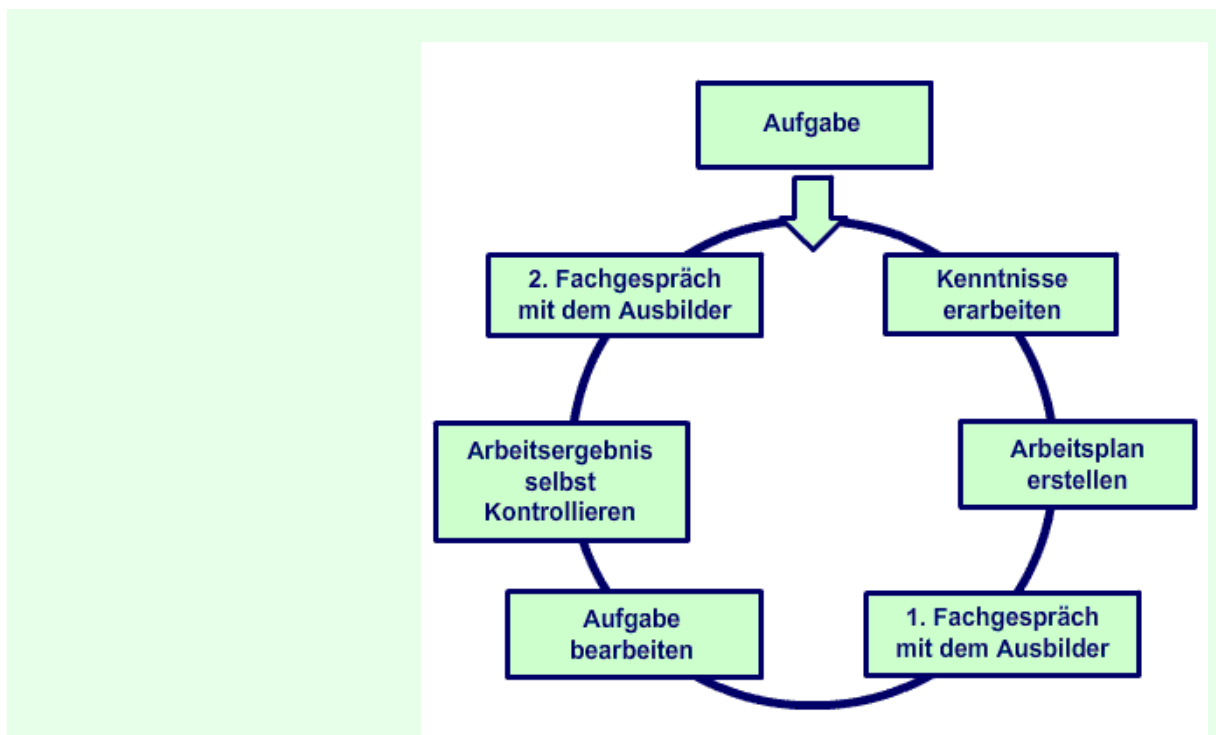 Aufgabe
2. Fachgespräch
mit dem Ausbilder
Kenntnisse
erarbeiten
Arbeitsergebnis
selbst
Kontrollieren
Arbeitsplan
erstellen
Aufgabe
bearbeiten
1. Fachgespräch
mit dem Ausbilder